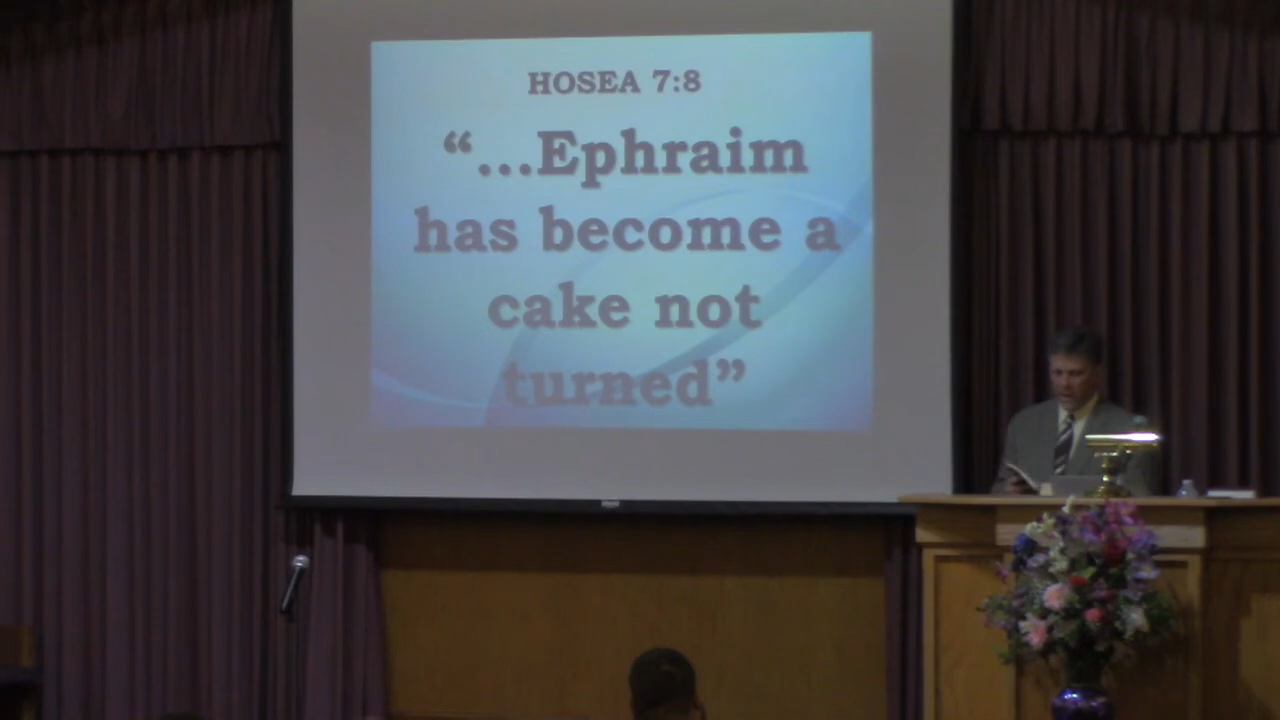 HOSEA 7:8
“...Ephraim
has become a
cake not
turned”